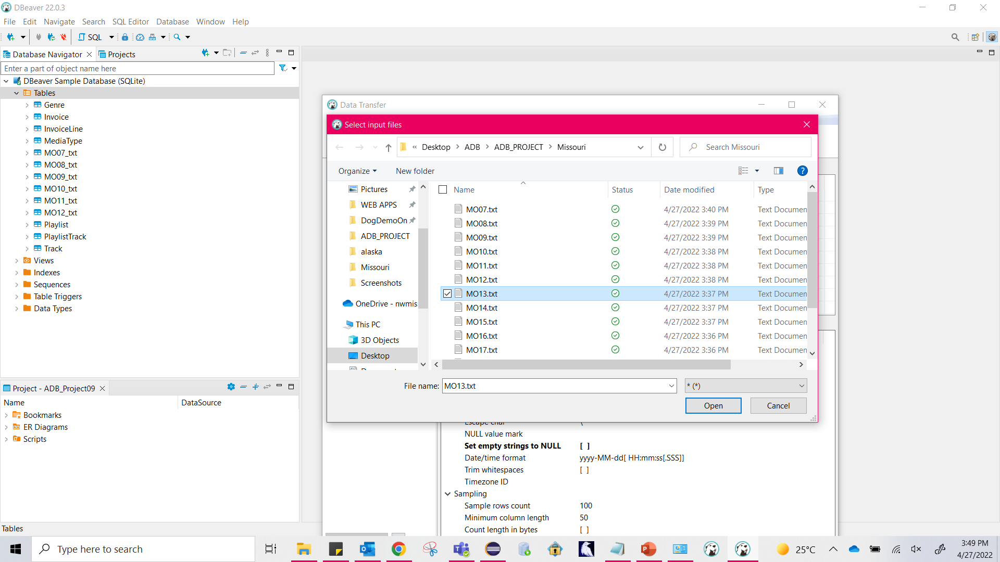 DBeaver 22.0.3
File Edit Navigate Search SQL Editor Database Window Help
SQL
Database Navigator Projects
Enter a part of object name here
DBeaver Sample Database (SQLite)
Tables
Genre
Invoice
InvoiceLine
MediaType
MO07_txt
MO08_txt
MO09_txt
MO10_txt
MO11_txt
MO12_txt
Playlist
PlaylistTrack
Track
Views
Indexes
Sequences
Table Triggers
Data Types
Project - ADB_Project09
Name DataSource
Bookmarks
ER Diagrams
Scripts
Tables
Data Transfer
Select input files
« Desktop > ADB > ADB_PROJECT > Missouri
Search Missouri
Organize New folder
Pictures
WEB APPS
DogDemoOn
ADB_PROJECT
alaska
Missouri
Screenshots
OneDrive - nwmis
This PC
3D Objects
Desktop
Name Status Date modified Type
MO07.txt 4/27/2022 3:40 PM Text Documen
MO08.txt 4/27/2022 3:39 PM Text Documen
MO09.txt 4/27/2022 3:39 PM Text Documen
MO10.txt 4/27/2022 3:38 PM Text Documen
MO11.txt 4/27/2022 3:38 PM Text Documen
MO12.txt 4/27/2022 3:38 PM Text Documen
MO13.txt 4/27/2022 3:37 PM Text Documen
MO14.txt 4/27/2022 3:37 PM Text Documen
MO15.txt 4/27/2022 3:37 PM Text Documen
MO16.txt 4/27/2022 3:36 PM Text Documen
MO17.txt 4/27/2022 3:36 PM Text Documen
File name: MO13.txt * (*)
Open Cancel
Escape char \
NULL value mark
Set empty strings to NULL [ ]
Date/time format yyyy-MM-dd[ HH:mm:ss[.SSS]]
Trim whitespaces [ ]
Timezone ID
Sampling
Sample rows count 100
Minimum column length 50
Count length in bytes [ ]
Type here to search
25°C
3:49 PM
4/27/2022